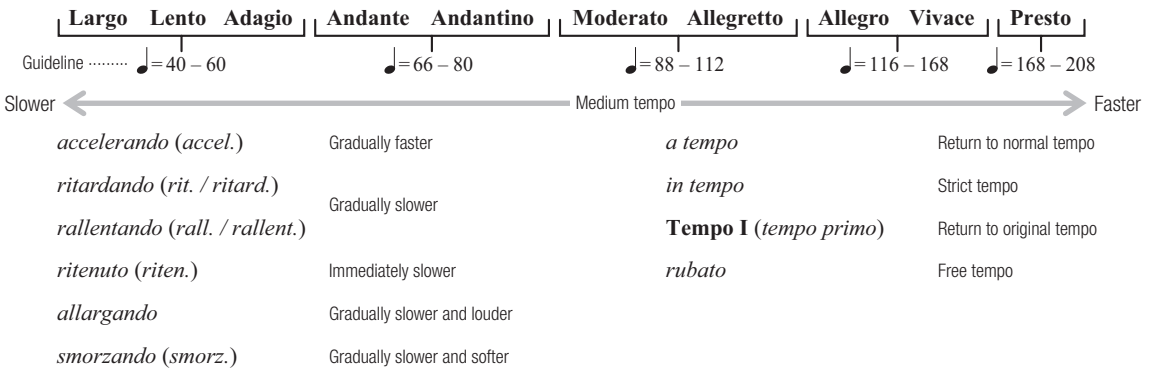 Largo Lento Adagio Andante Andantino Moderato Allegretto Allegro Vivace Presto
Guideline ········· ♩= 40 – 60 ♩= 66 – 80 ♩= 88 – 112 ♩= 116 – 168 ♩= 168 – 208
Slower Medium tempo Faster
accelerando (accel.) Gradually faster a tempo Return to normal tempo
ritardando (rit. / ritard.) in tempo Strict tempo
Gradually slower
rallentando (rall. / rallent.) Tempo I (tempo primo) Return to original tempo
ritenuto (riten.) Immediately slower rubato Free tempo
allargando Gradually slower and louder
smorzando (smorz.) Gradually slower and softer